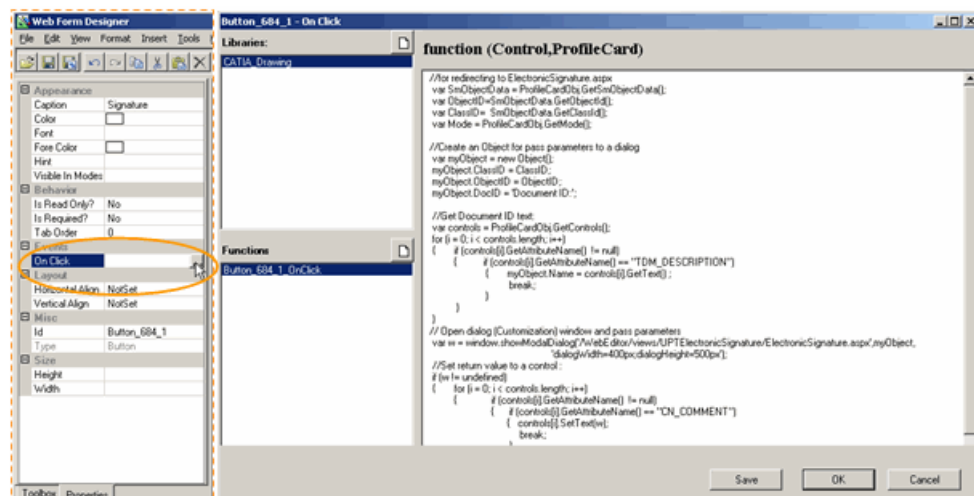 Web Form Designer
File Edit View Format Insert Tools
Appearance
Caption Signature
Color
Font
Fore Color
Hint
Visible In Modes
Behavior
Is Read Only? No
Is Required? No
Tab Order 0
Events
On Click
Layout
Horizontal Align NotSet
Vertical Align NotSet
Misc
Id Button_684_1
Type Button
Size
Height
Width
Toolbox Properties
Button_684_1 - On Click
Libraries:
CATIA_Drawing
Functions
Button_684_1_OnClick
function (Control,ProfileCard)
//for redirecting to ElectronicSignature.aspx
var SmObjectData = ProfileCardObj.GetSmObjectData();
var ObjectID=SmObjectData.GetObjectId();
var ClassID= SmObjectData.GetClassId();
var Mode = ProfileCardObj.GetMode();
//Create an Object for pass parameters to a dialog
var myObject = new Object();
myObject.ClassID = ClassID;
myObject.ObjectID = ObjectID;
myObject.DocID = 'Document ID:';
//Get Document ID text:
var controls = ProfileCardObj.GetControls();
for (i = 0; i < controls.length; i++)
{ if (controls[i].GetAttributeName() != null)
{ if (controls[i].GetAttributeName() == "TDM_DESCRIPTION")
{ myObject.Name = controls[i].GetText() ;
break;
}
}
}
// Open dialog (Customization) window and pass parameters
var w = window.showModalDialog('/WebEditor/views/UPTElectronicSignature/ElectronicSignature.aspx',myObject,
'dialogWidth=400px;dialogHeight=500px');
//Set return value to a control :
if (w != undefined)
{ for (i = 0; i < controls.length; i++)
{ if (controls[i].GetAttributeName() != null)
{ if (controls[i].GetAttributeName() == "CN_COMMENT")
{ controls[i].SetText(w);
break;
}
Save OK Cancel